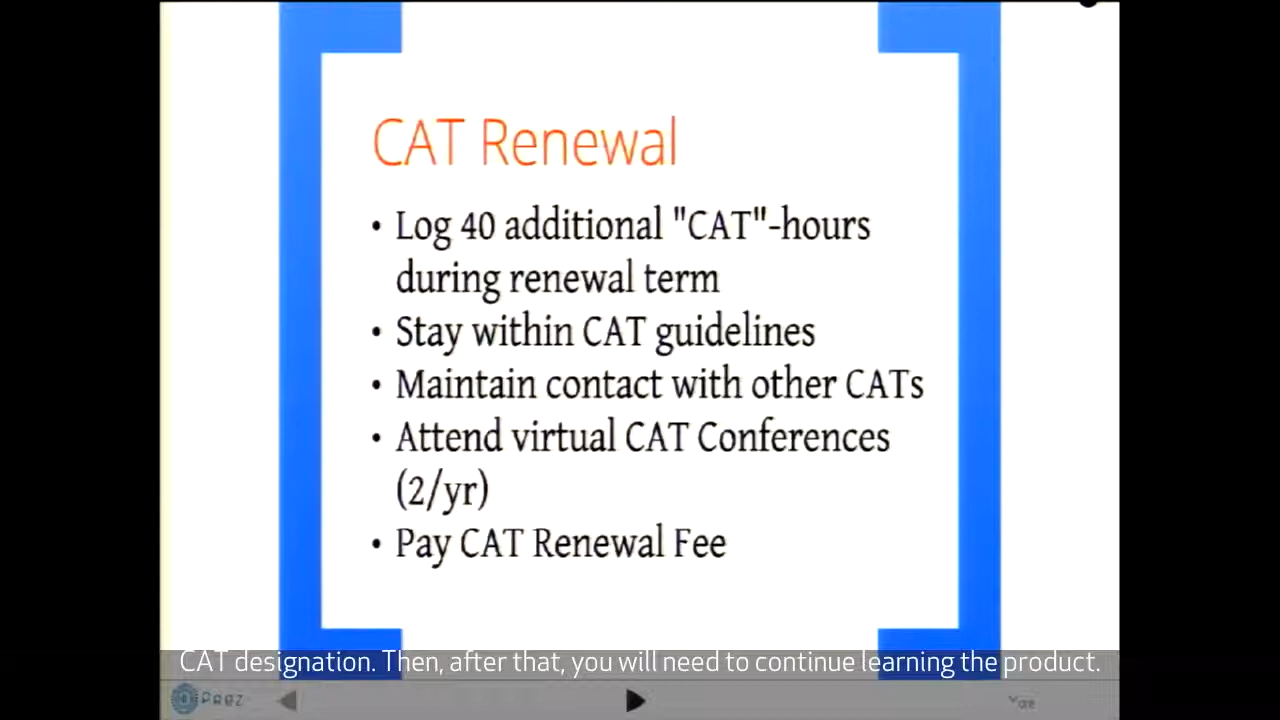 CAT Renewal
• Log 40 additional "CAT"-hours
during renewal term
• Stay within CAT guidelines
• Maintain contact with other CATs
• Attend virtual CAT Conferences
(2/yr)
• Pay CAT Renewal Fee
CAT designation. Then, after that, you will need to continue learning the product.